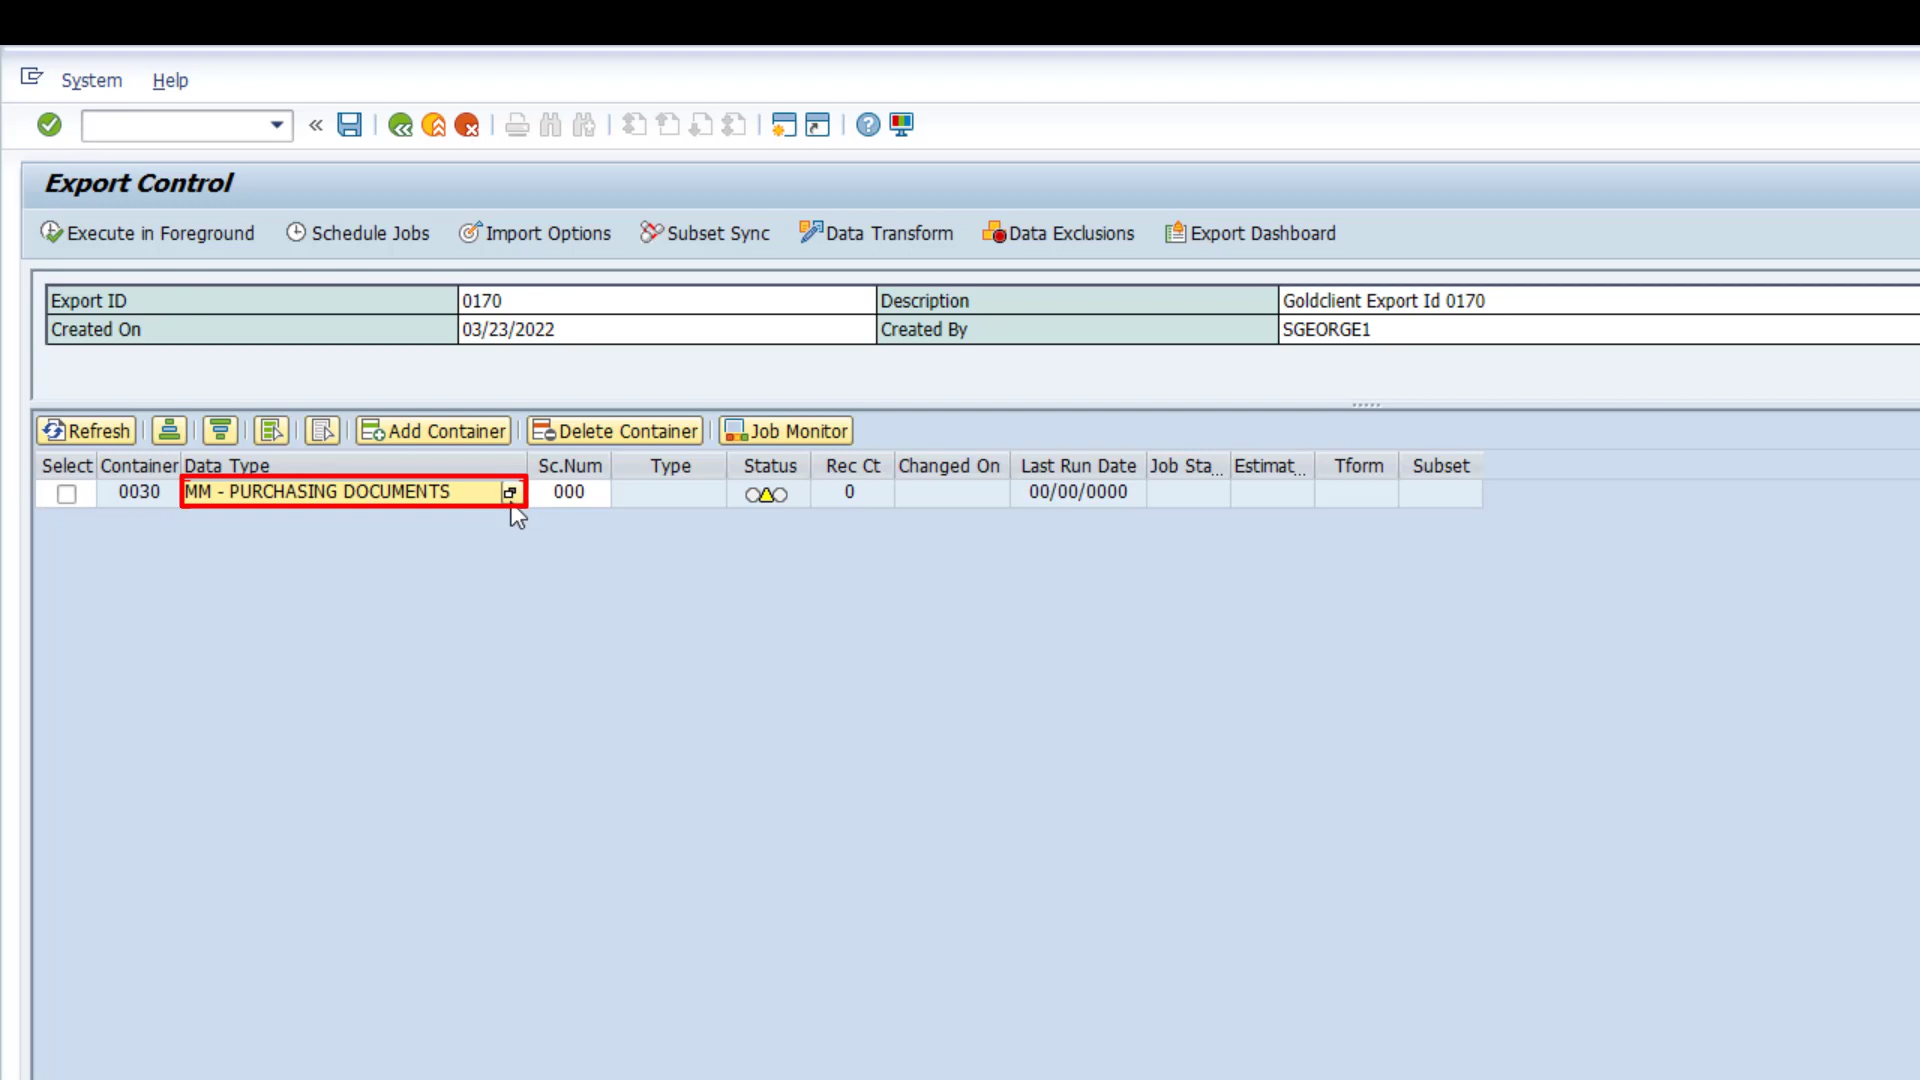 System Help
Export Control
Execute in Foreground Schedule Jobs Import Options Subset Sync Data Transform Data Exclusions Export Dashboard
Export ID 0170 Description Goldclient Export Id 0170
Created On 03/23/2022 Created By SGEORGE1
Refresh Add Container Delete Container Job Monitor
Select Container Data Type Sc.Num Type Status Rec Ct Changed On Last Run Date Job Sta... Estimat... Tform Subset
0030 MM - PURCHASING DOCUMENTS 000 0 00/00/0000